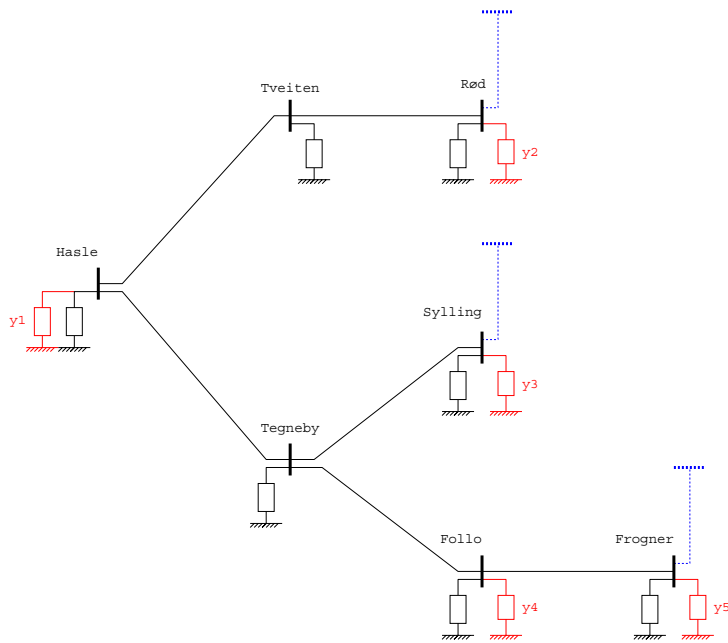 Tveiten
Rød
y2
Hasle
y1
Sylling
y3
Tegneby
Follo
Frogner
y4
y5